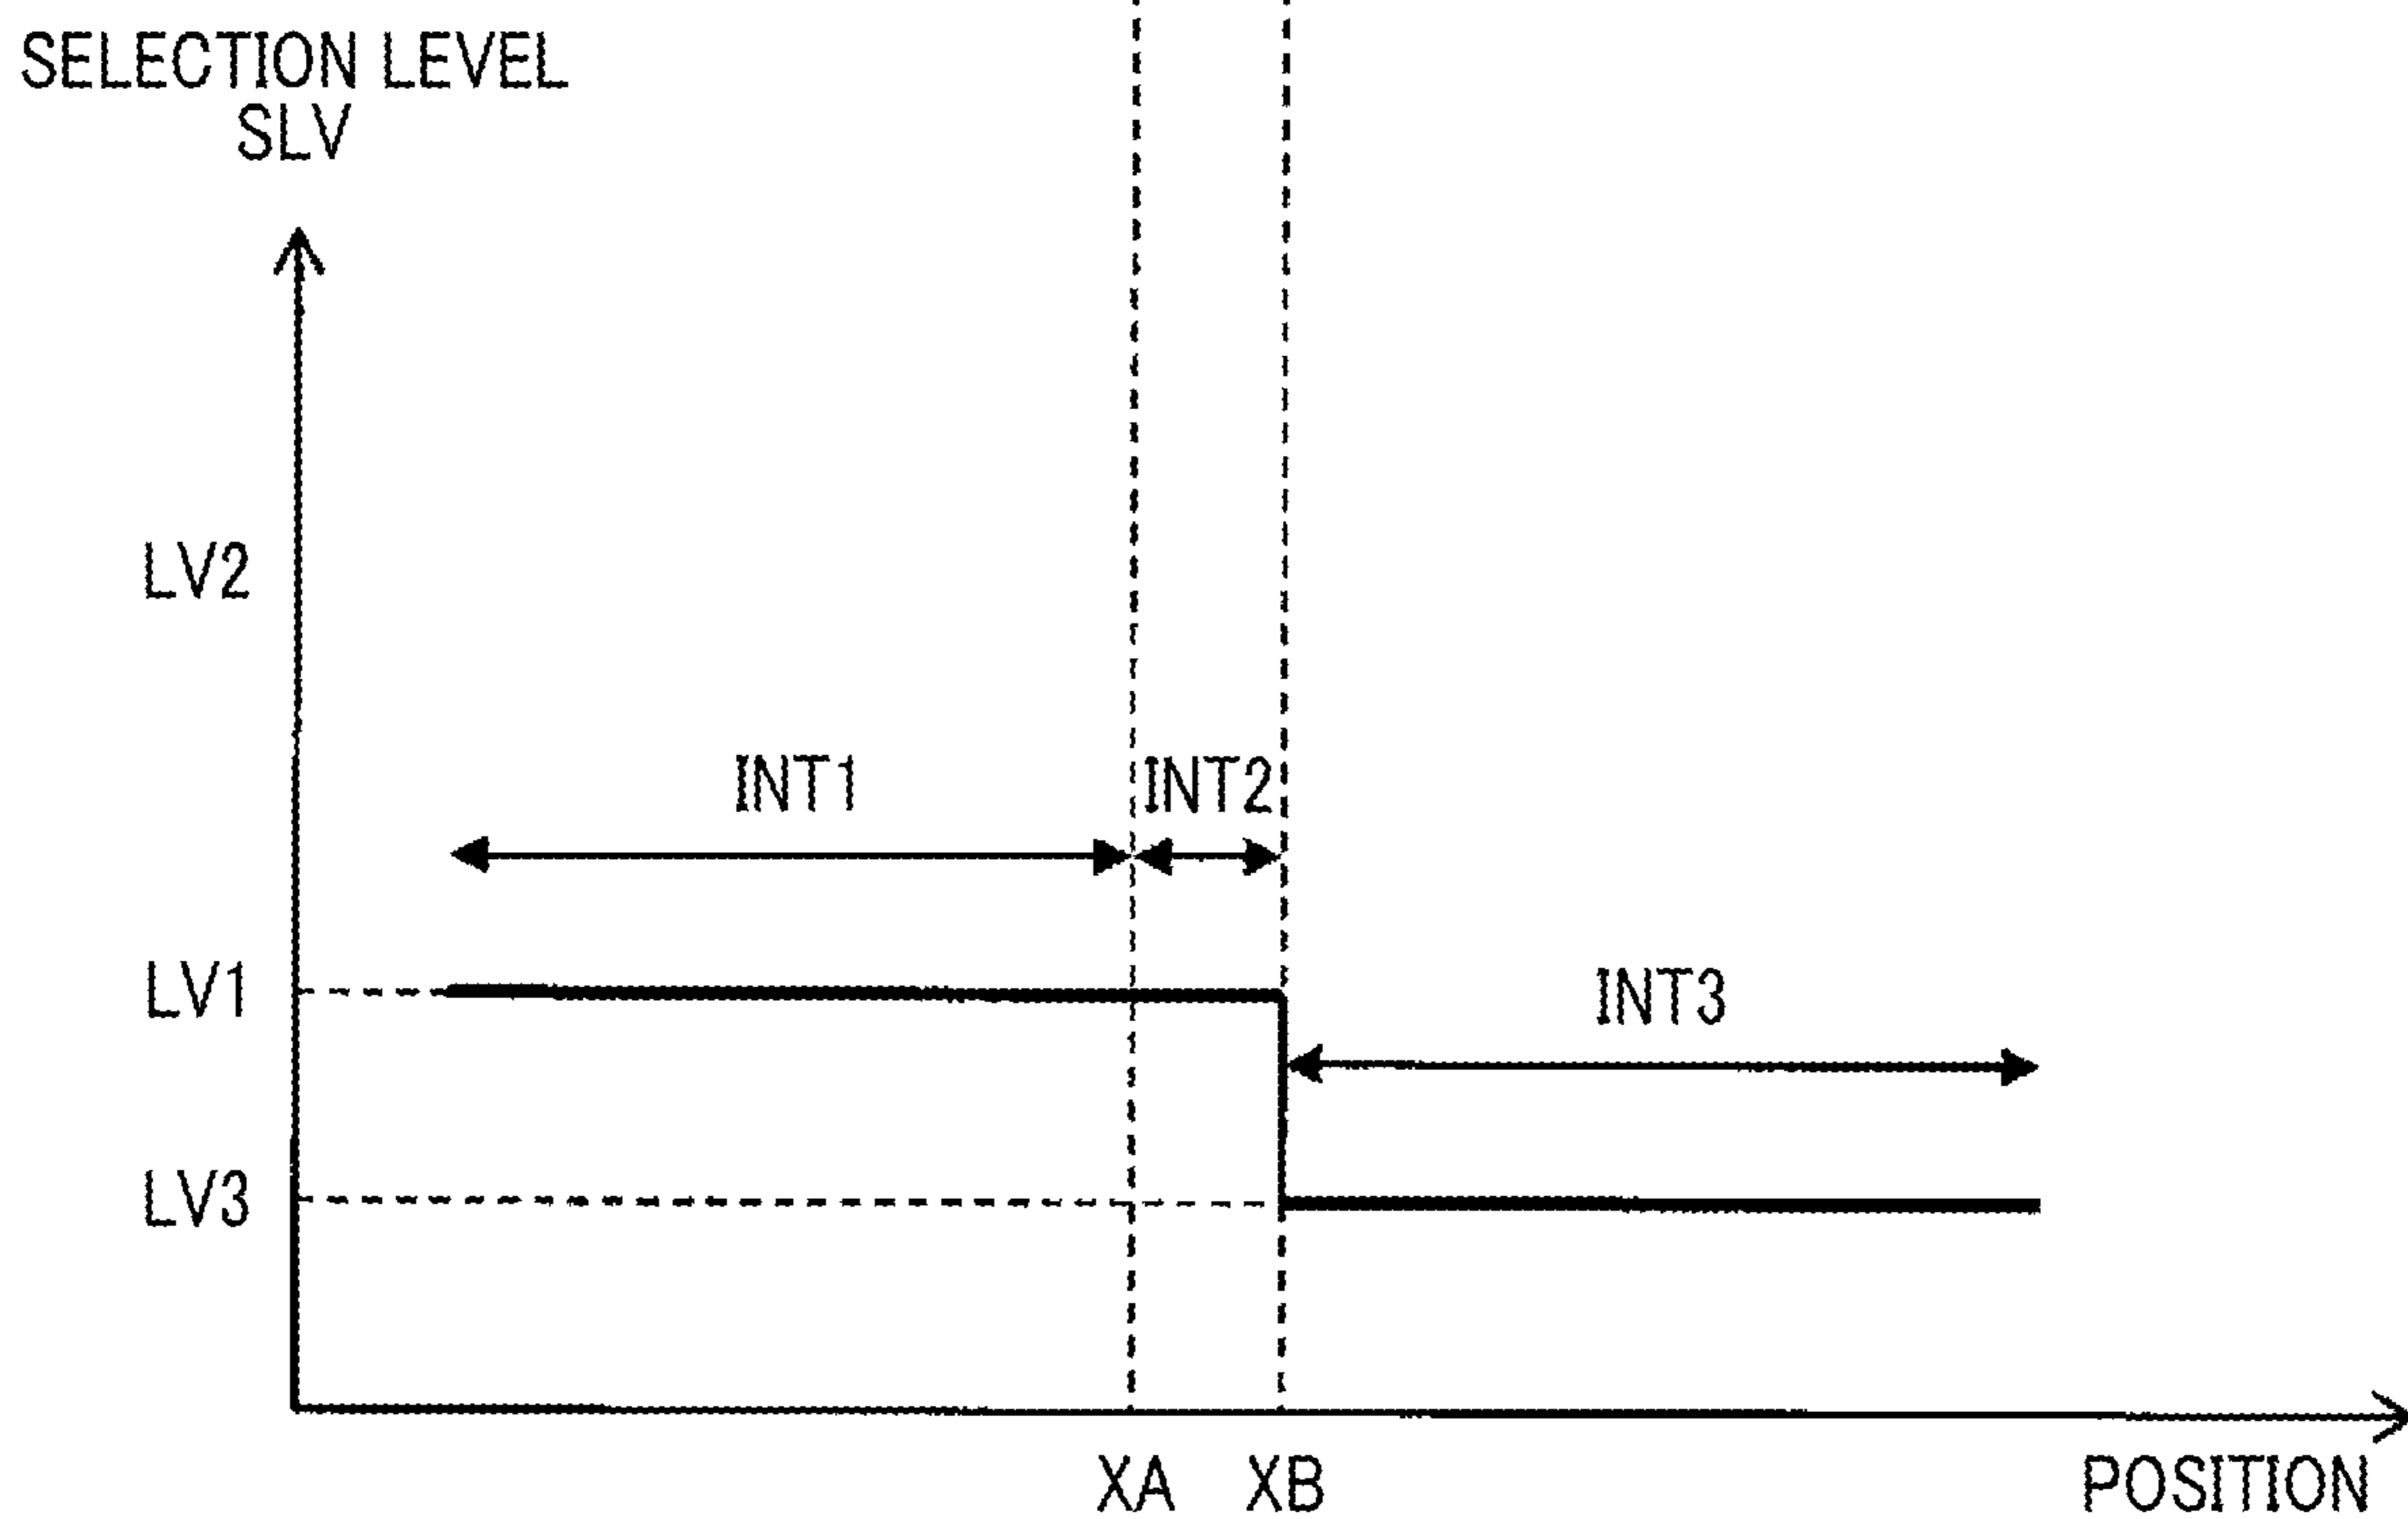 SELECTION LEVEL
SLV
LV2
INT1
INT2
LV1
INT3
LV3
XA
XB
POSITION